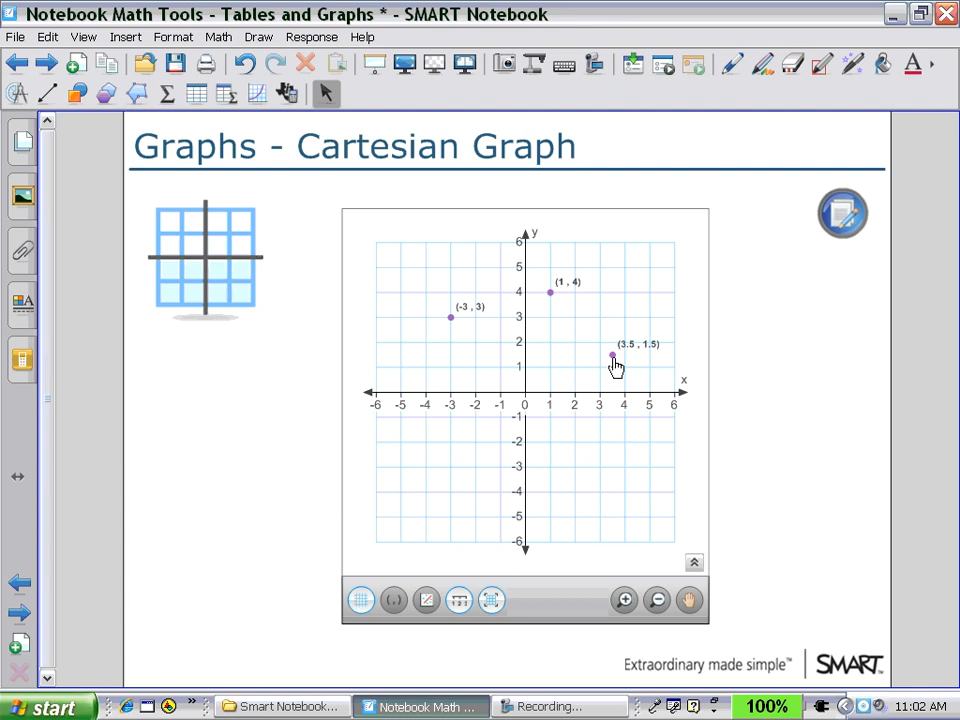 Notebook Math Tools - Tables and Graphs * - SMART Notebook
File Edit View Insert Format Math Draw Response Help
Graphs - Cartesian Graph
y
6
5
4
3
2
1
(1 , 4)
(-3 , 3)
(3.5 , 1.5)
x
-6 -5 -4 -3 -2 -1 0 1 2 3 4 5 6
-1
-2
-3
-4
-5
-6
Extraordinary made simple™ SMART
start Smart Notebook... Notebook Math ... Recording... 100% 11:02 AM